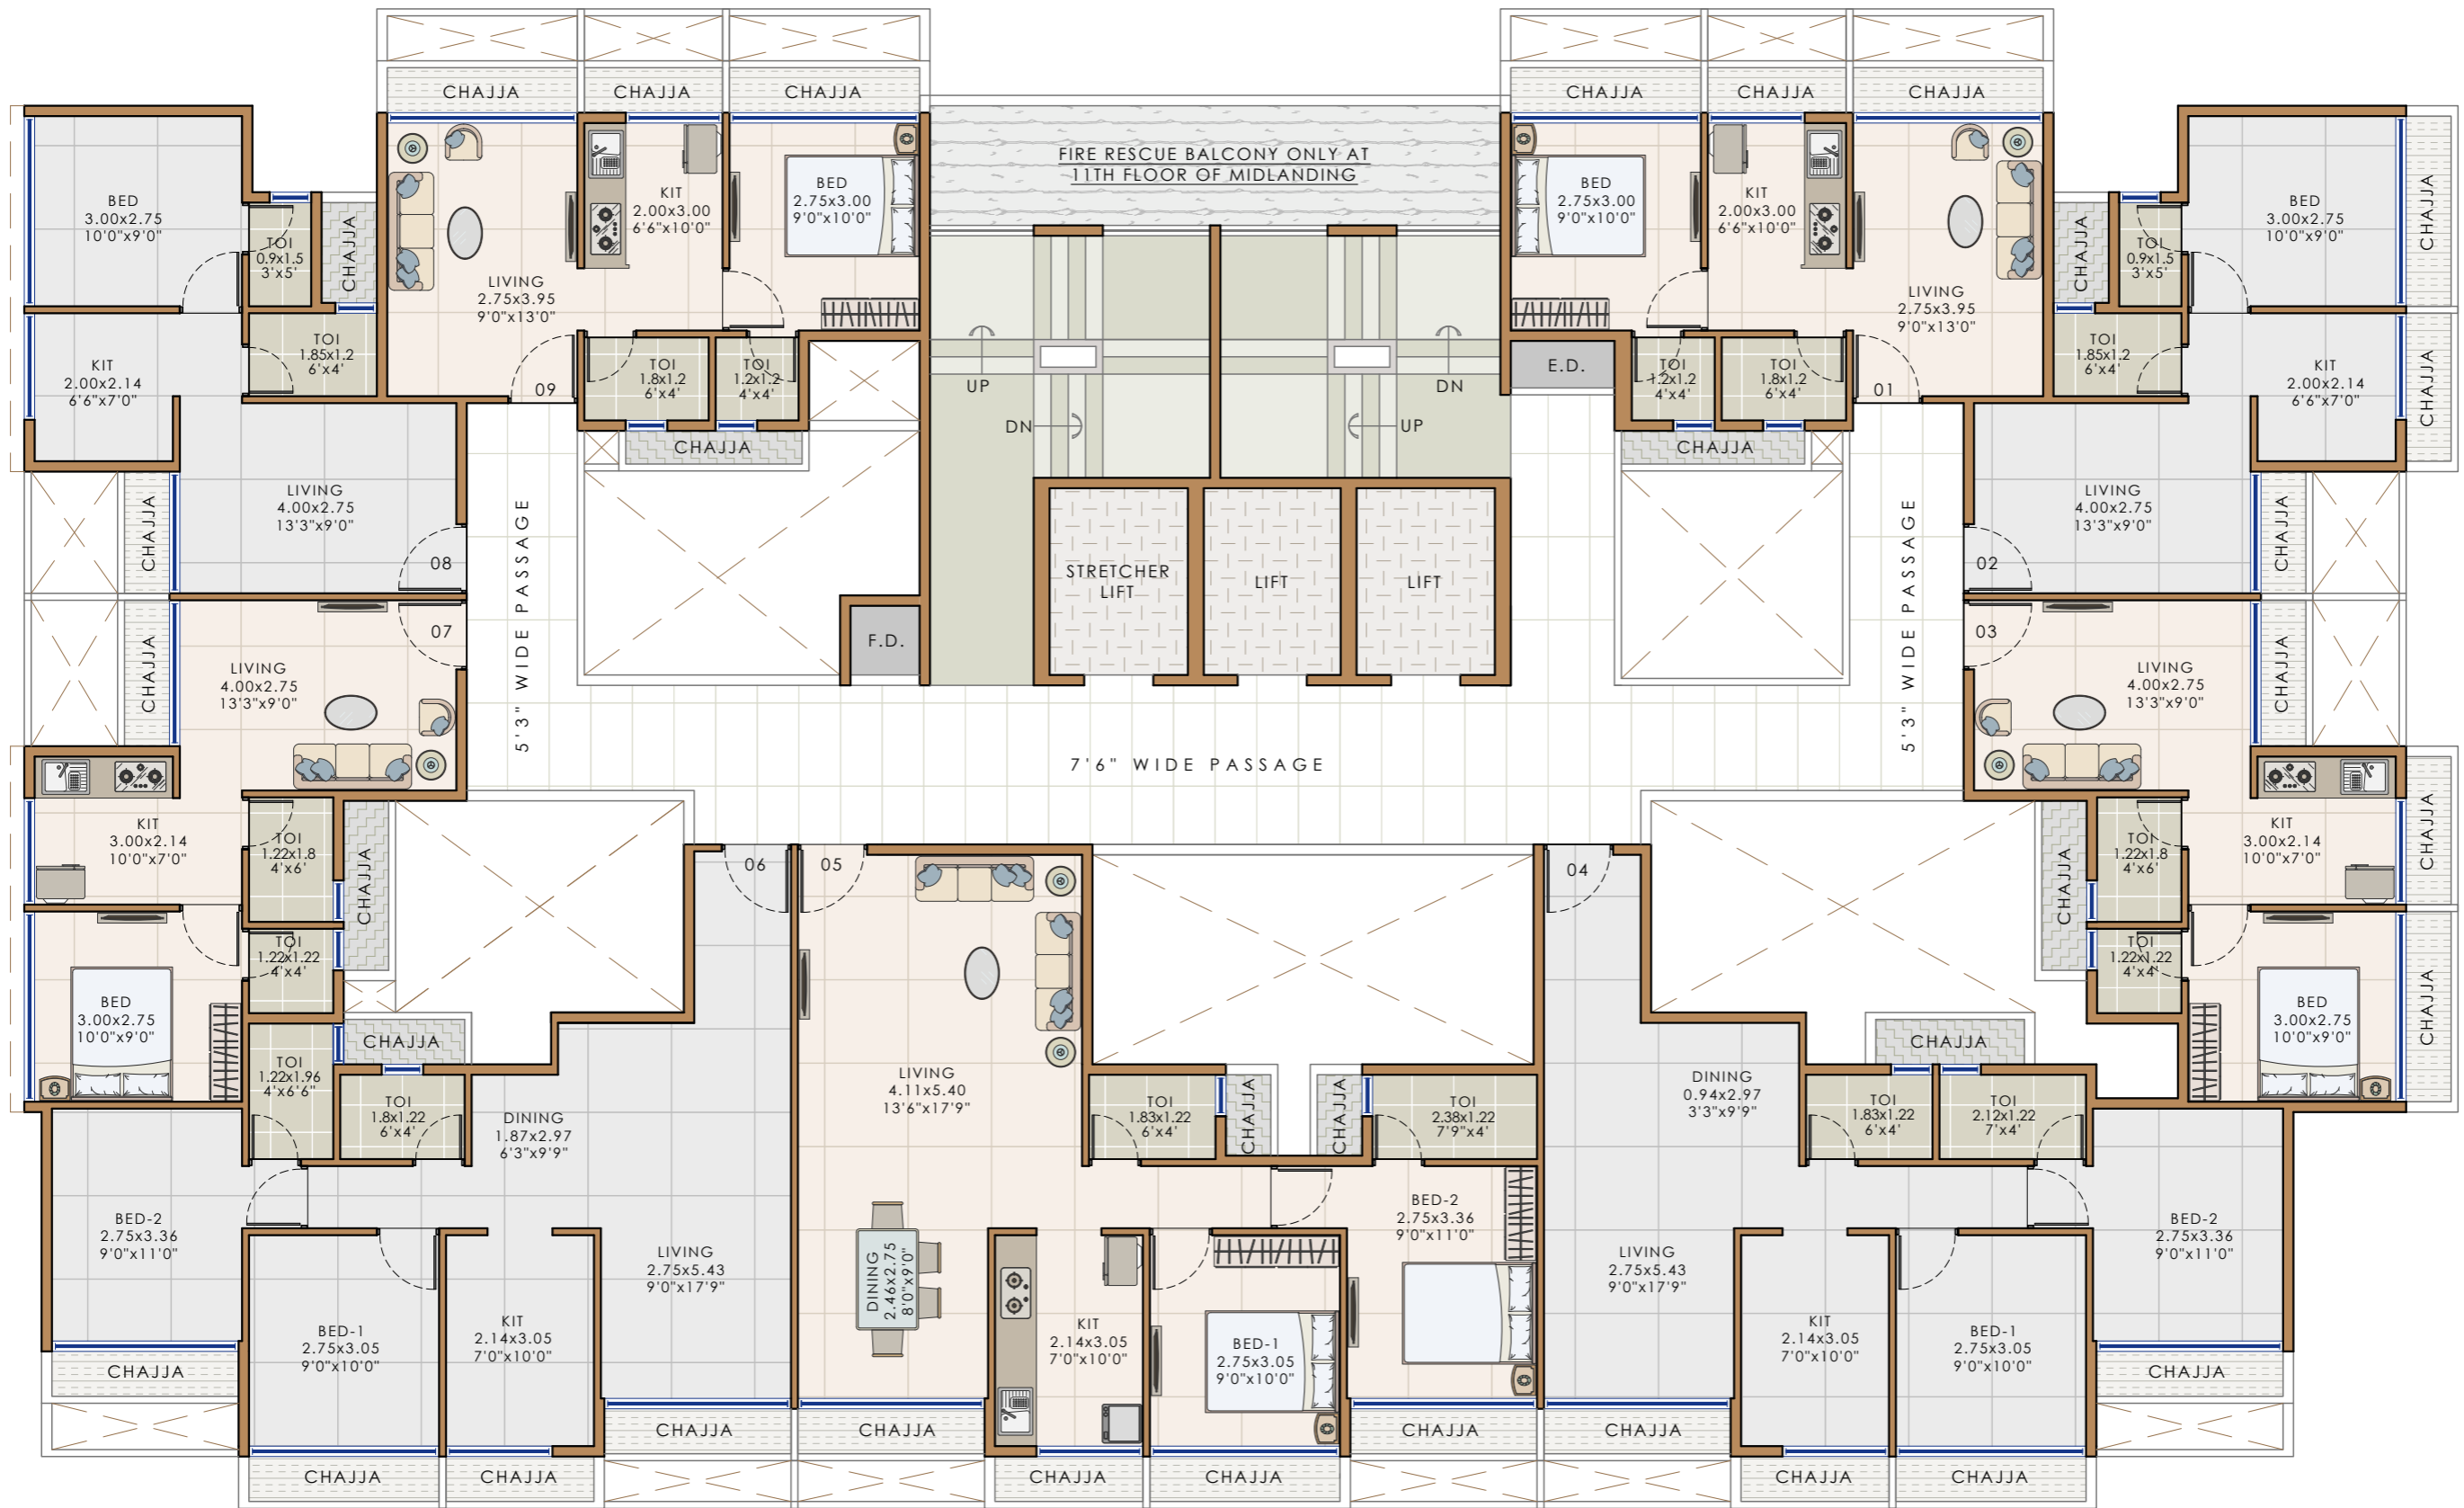 CHAJJA
CHAJJA
CHAJJA
CHAJJA
CHAJJA
CHAJJA
FIRE RESCUE BALCONY ONLY AT
11TH FLOOR OF MIDLANDING
BED
3.00x2.75
10'0"x9'0"
TOI
0.9x1.5
3'x5'
CHAJJA
KIT
2.00x2.14
6'6"x7'0"
TOI
1.85x1.2
6'x4'
LIVING
4.00x2.75
13'3"x9'0"
CHAJJA
08
LIVING
2.75x3.95
9'0"x13'0"
KIT
2.00x3.00
6'6"x10'0"
BED
2.75x3.00
9'0"x10'0"
09
TOI
1.8x1.2
6'x4'
TOI
1.2x1.2
4'x4'
CHAJJA
UP
DN
DN
UP
STRETCHER
LIFT
LIFT
LIFT
F.D.
E.D.
BED
2.75x3.00
9'0"x10'0"
KIT
2.00x3.00
6'6"x10'0"
LIVING
2.75x3.95
9'0"x13'0"
01
TOI
1.2x1.2
4'x4'
TOI
1.8x1.2
6'x4'
CHAJJA
CHAJJA
TOI
0.9x1.5
3'x5'
BED
3.00x2.75
10'0"x9'0"
CHAJJA
TOI
1.85x1.2
6'x4'
KIT
2.00x2.14
6'6"x7'0"
CHAJJA
LIVING
4.00x2.75
13'3"x9'0"
02
CHAJJA
5'3" WIDE PASSAGE
5'3" WIDE PASSAGE
7'6" WIDE PASSAGE
07
LIVING
4.00x2.75
13'3"x9'0"
CHAJJA
KIT
3.00x2.14
10'0"x7'0"
TOI
1.22x1.8
4'x6'
CHAJJA
TOI
1.22x1.22
4'x4'
BED
3.00x2.75
10'0"x9'0"
03
LIVING
4.00x2.75
13'3"x9'0"
CHAJJA
KIT
3.00x2.14
10'0"x7'0"
CHAJJA
TOI
1.22x1.8
4'x6'
CHAJJA
TOI
1.22x1.22
4'x4'
BED
3.00x2.75
10'0"x9'0"
CHAJJA
06
TOI
1.22x1.96
4'x6'6"
CHAJJA
TOI
1.8x1.22
6'x4'
DINING
1.87x2.97
6'3"x9'9"
BED-2
2.75x3.36
9'0"x11'0"
BED-1
2.75x3.05
9'0"x10'0"
KIT
2.14x3.05
7'0"x10'0"
LIVING
2.75x5.43
9'0"x17'9"
CHAJJA
CHAJJA
CHAJJA
CHAJJA
05
LIVING
4.11x5.40
13'6"x17'9"
TOI
1.83x1.22
6'x4'
CHAJJA
CHAJJA
TOI
2.38x1.22
7'9"x4'
DINING
2.46x2.75
8'0"x9'0"
KIT
2.14x3.05
7'0"x10'0"
BED-1
2.75x3.05
9'0"x10'0"
BED-2
2.75x3.36
9'0"x11'0"
CHAJJA
CHAJJA
CHAJJA
CHAJJA
04
DINING
0.94x2.97
3'3"x9'9"
CHAJJA
TOI
1.83x1.22
6'x4'
TOI
2.12x1.22
7'x4'
LIVING
2.75x5.43
9'0"x17'9"
KIT
2.14x3.05
7'0"x10'0"
BED-1
2.75x3.05
9'0"x10'0"
BED-2
2.75x3.36
9'0"x11'0"
CHAJJA
CHAJJA
CHAJJA
CHAJJA